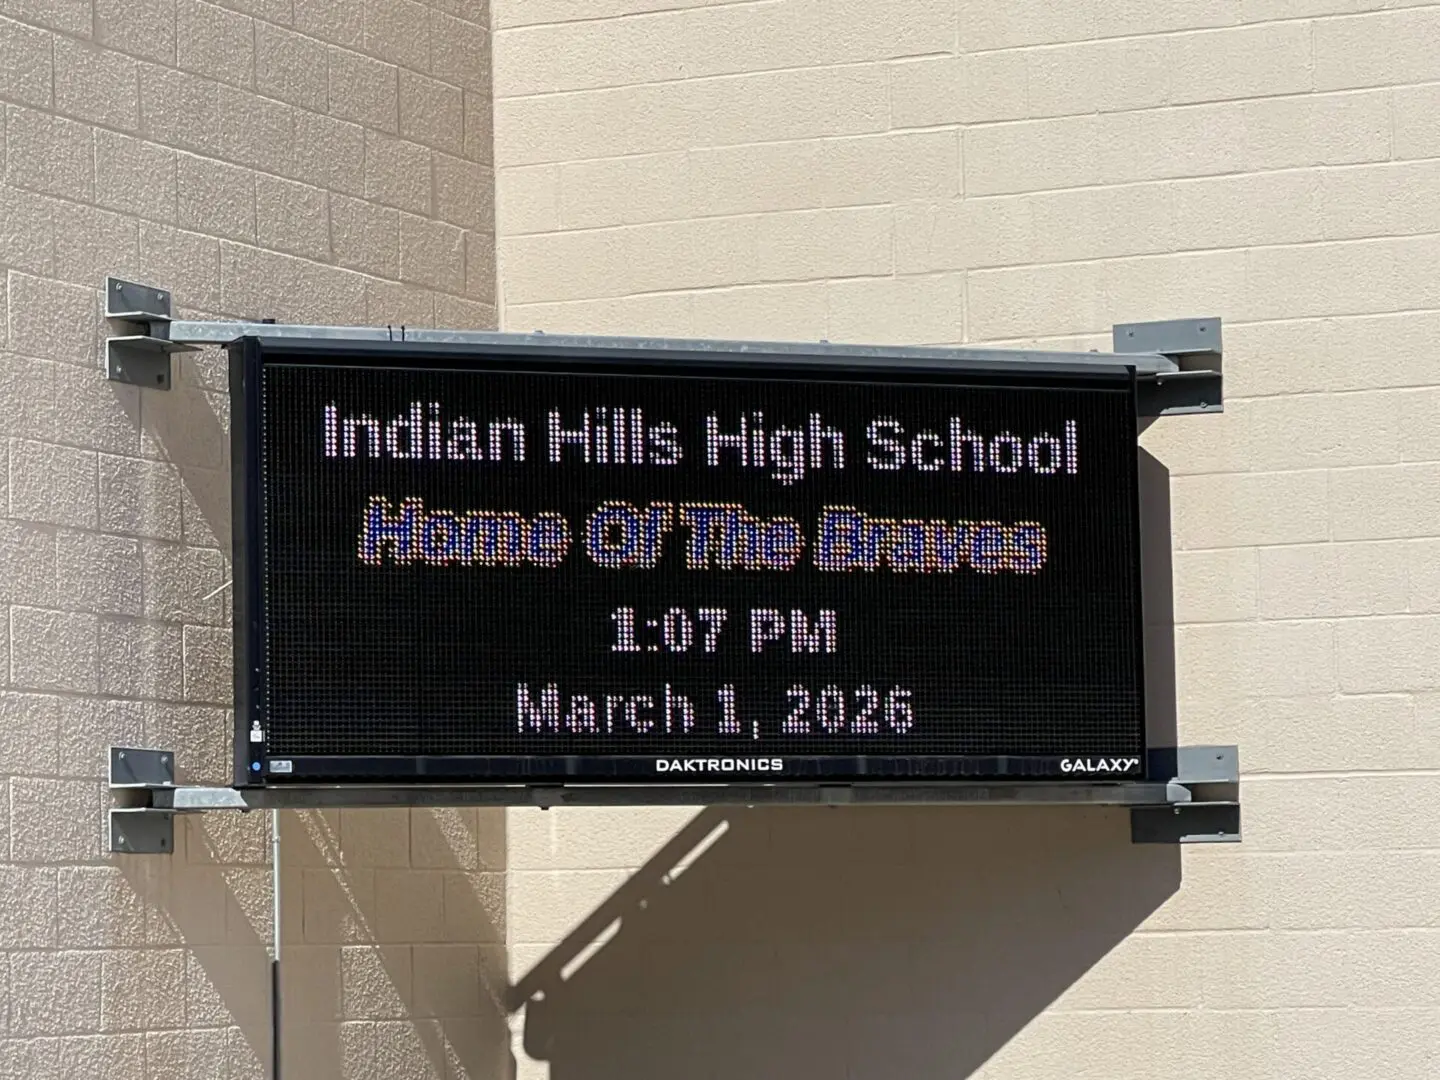 Indian Hills High School
Home Of The Braves
1:07 PM
March 1, 2026
DAKTRONICS
GALAXY®